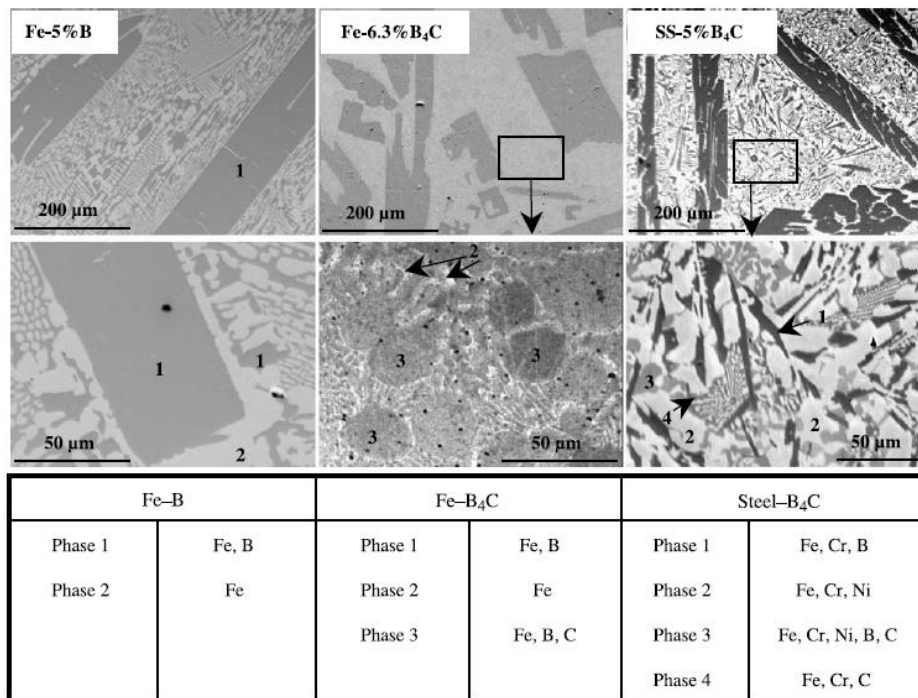 Fe-5%B
Fe-6.3%B₄C
SS-5%B₄C
1
200 µm
200 µm
200 µm
1
1
2
50 µm
2
3
3
3
50 µm
1
3
4
2
2
50 µm
Fe–B
Fe–B₄C
Steel–B₄C
Phase 1
Fe, B
Phase 1
Fe, B
Phase 1
Fe, Cr, B
Phase 2
Fe
Phase 2
Fe
Phase 2
Fe, Cr, Ni
Phase 3
Fe, B, C
Phase 3
Fe, Cr, Ni, B, C
Phase 4
Fe, Cr, C